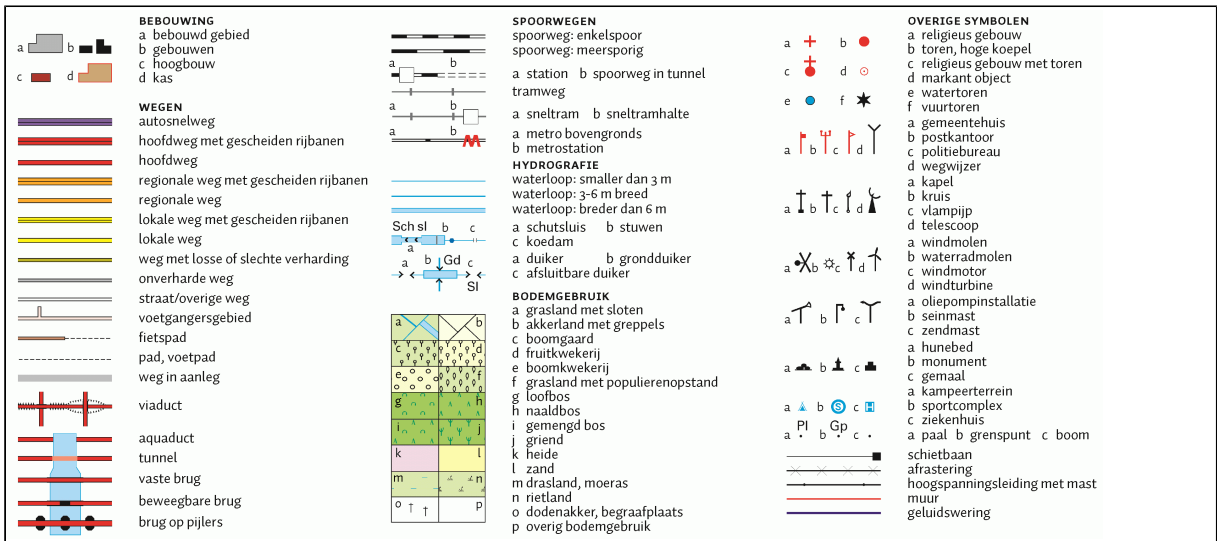 BEBOUWING
a bebouwd gebied
b gebouwen
c hoogbouw
d kas
a b
c d
WEGEN
autosnelweg
hoofdweg met gescheiden rijbanen
hoofdweg
regionale weg met gescheiden rijbanen
regionale weg
lokale weg met gescheiden rijbanen
lokale weg
weg met losse of slechte verharding
onverharde weg
straat/overige weg
voetgangersgebied
fietspad
pad, voetpad
weg in aanleg
viaduct
aquaduct
tunnel
vaste brug
beweegbare brug
brug op pijlers
SPOORWEGEN
spoorweg: enkelspoor
spoorweg: meersporig
a b
a station b spoorweg in tunnel
tramweg
a b
a sneltram b sneltramhalte
a b
a metro bovengronds
b metrostation
HYDROGRAFIE
waterloop: smaller dan 3 m
waterloop: 3-6 m breed
waterloop: breder dan 6 m
Sch sl b c
a
a schutsluis b stuwen
c koedam
a b Gd c
Sl
a duiker b grondduiker
c afsluitbare duiker
BODEMGEBRUIK
a b
c d
e f
g h
i j
k l
m n
o p
a grasland met sloten
b akkerland met greppels
c boomgaard
d fruitkwekerij
e boomkwekerij
f grasland met populierenopstand
g loofbos
h naaldbos
i gemengd bos
j griend
k heide
l zand
m drasland, moeras
n rietland
o dodenakker, begraafplaats
p overig bodemgebruik
OVERIGE SYMBOLEN
a b
c d
e f
a religieus gebouw
b toren, hoge koepel
c religieus gebouw met toren
d markant object
e watertoren
f vuurtoren
a b c d
a gemeentehuis
b postkantoor
c politiebureau
d wegwijzer
a b c d
a kapel
b kruis
c vlampijp
d telescoop
a b c d
a windmolen
b waterradmolen
c windmotor
d windturbine
a b c
a oliepompinstallatie
b seinmast
c zendmast
a b c
a hunebed
b monument
c gemaal
a b S c H
a kampeerterrein
b sportcomplex
c ziekenhuis
Pl Gp
a b c
a paal b grenspunt c boom
schietbaan
afrastering
hoogspanningsleiding met mast
muur
geluidswering